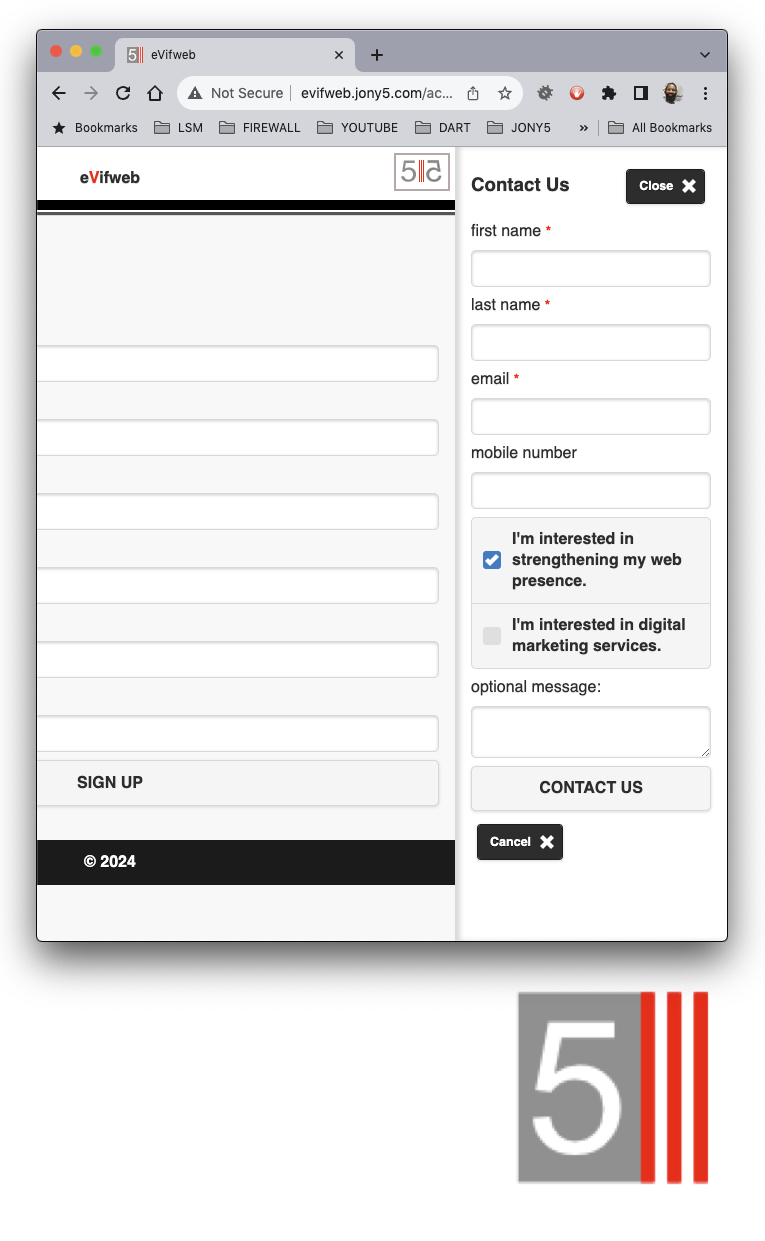 eVifweb
Not Secure
evifweb.jony5.com/ac...
Bookmarks
LSM
FIREWALL
YOUTUBE
DART
JONY5
»
All Bookmarks
eVifweb
5
Contact Us
Close
first name *
last name *
email *
mobile number
I'm interested in
strengthening my web
presence.
I'm interested in digital
marketing services.
optional message:
SIGN UP
CONTACT US
Cancel
© 2024
5